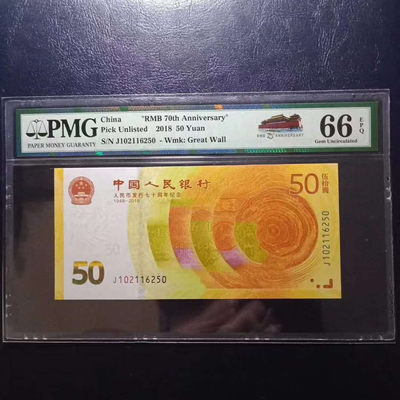 PMG
PAPER MONEY GUARANTY
China "RMB 70th Anniversary"
Pick Unlisted 2018 50 Yuan
S/N J102116250 - Wmk: Great Wall
66 EPQ
Gem Uncirculated
中国人民银行
人民币发行七十周年纪念
1948-2018
50
伍拾圆
50
J102116250
J102116250